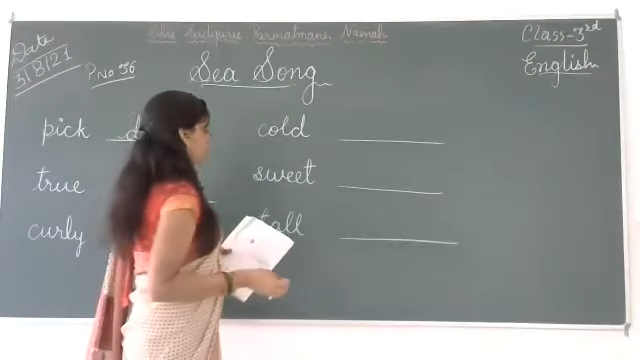 Shri Sadguru Parmatmane Namah
Class-3rd
Date
3/8/21
P No 56
Sea Song
English
pick d cold
true sweet
curly tall